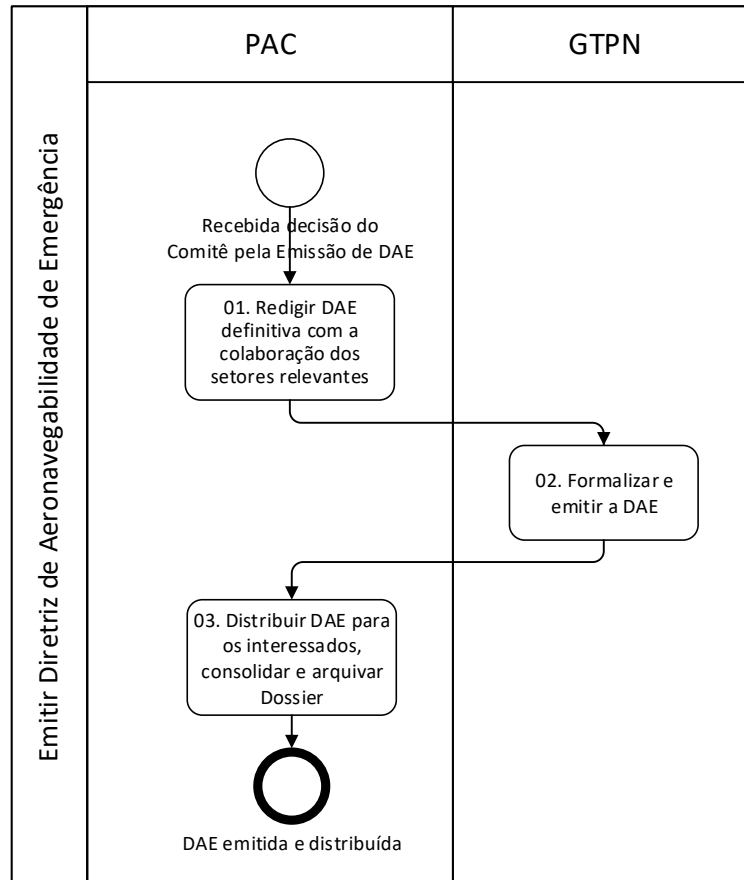 PAC
GTPN
Emitir Diretriz de Aeronavegabilidade de Emergência
Recebida decisão do
Comitê pela Emissão de DAE
01. Redigir DAE
definitiva com a
colaboração dos
setores relevantes
02. Formalizar e
emitir a DAE
03. Distribuir DAE para
os interessados,
consolidar e arquivar
Dossier
DAE emitida e distribuída